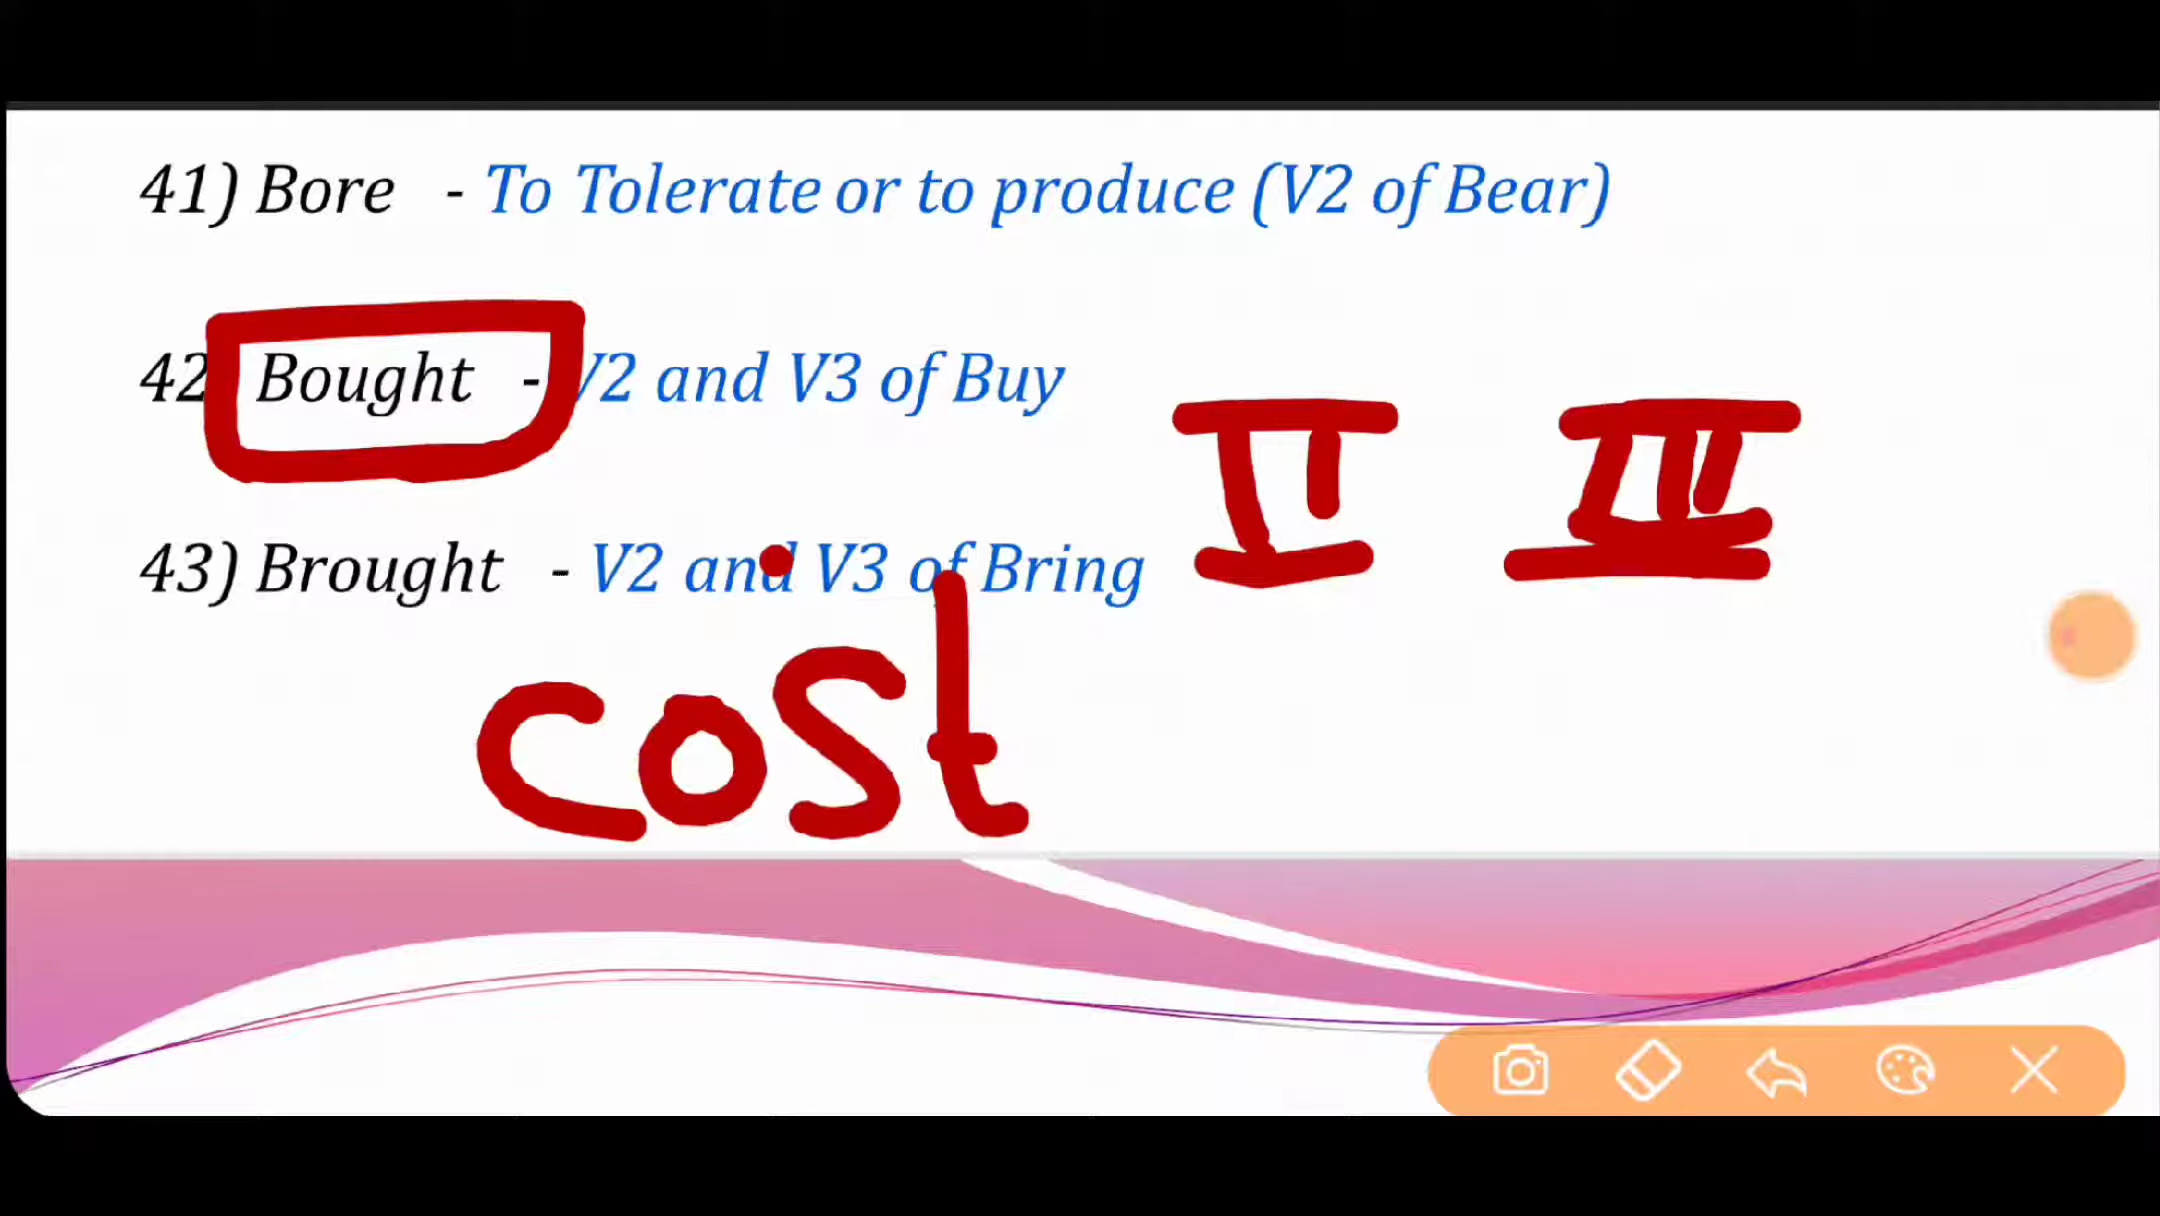 41) Bore - To Tolerate or to produce (V2 of Bear)
42 Bought - V2 and V3 of Buy
II III
43) Brought - V2 and V3 of Bring
cost